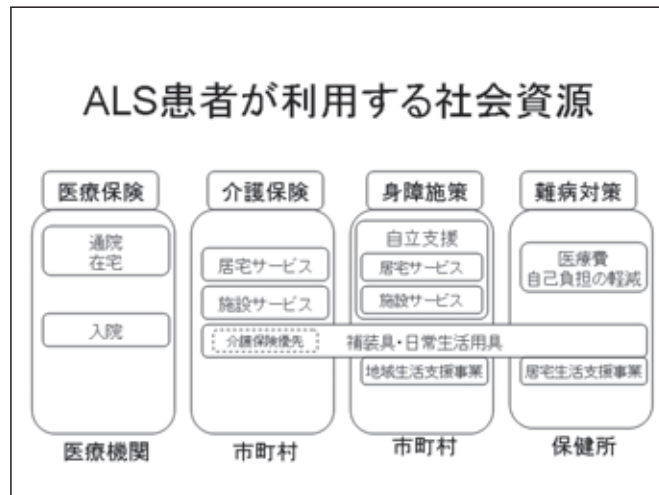 ALS患者が利用する社会資源
医療保険
通院
在宅
入院
医療機関
介護保険
居宅サービス
施設サービス
介護保険優先
補装具・日常生活用具
市町村
身障施策
自立支援
居宅サービス
施設サービス
地域生活支援事業
市町村
難病対策
医療費
自己負担の軽減
居宅生活支援事業
保健所